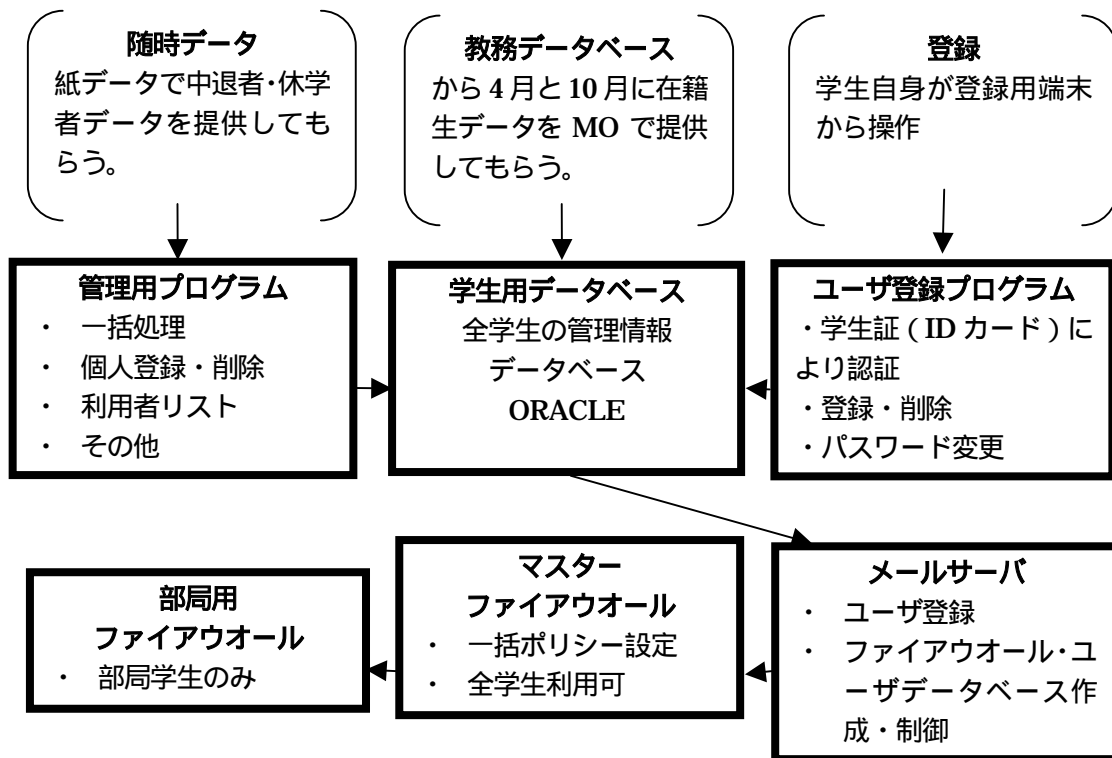 随時データ
紙データで中退者・休学
者データを提供しても
らう。
教務データベース
から 4 月と 10 月に在籍
生データを MO で提供
してもらう。
登録
学生自身が登録用端末
から操作
管理用プログラム
・ 一括処理
・ 個人登録・削除
・ 利用者リスト
・ その他
学生用データベース
全学生の管理情報
データベース
ORACLE
ユーザ登録プログラム
・学生証（ID カード）に
より認証
・登録・削除
・パスワード変更
部局用
ファイアウオール
・ 部局学生のみ
マスター
ファイアウオール
・ 一括ポリシー設定
・ 全学生利用可
メールサーバ
・ ユーザ登録
・ ファイアウオール・ユ
ーザデータベース作
成・制御